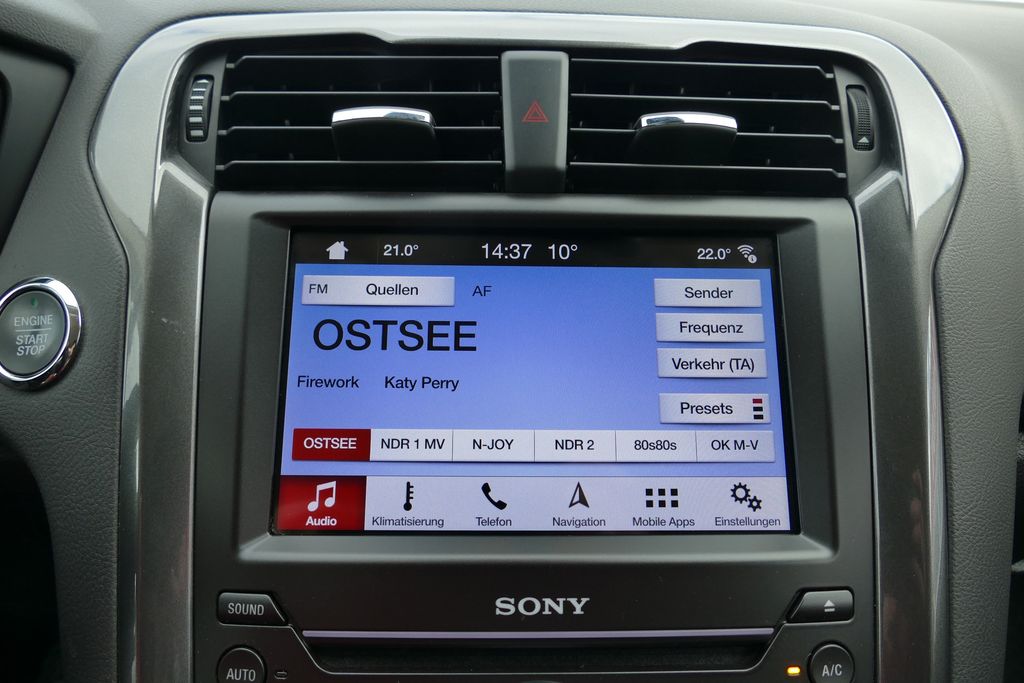 21.0° 14:37 10° 22.0°
FM Quellen AF
Sender
OSTSEE
Frequenz
Verkehr (TA)
Firework Katy Perry
Presets
OSTSEE NDR 1 MV N-JOY NDR 2 80s80s OK M-V
Audio Klimatisierung Telefon Navigation Mobile Apps Einstellungen
ENGINE
START
STOP
SONY
SOUND
AUTO
A/C